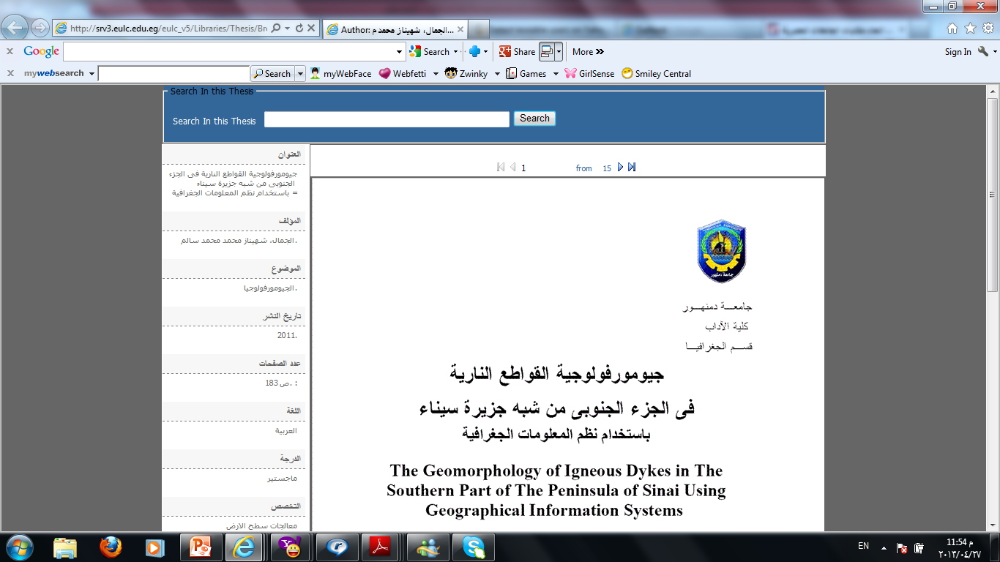 http://srv3.eulc.edu.eg/eulc_v5/Libraries/Thesis/Bro
Author: الجمال، شهيناز محمد م...
Google
Search
Share
More »
Sign In
mywebsearch
Search
myWebFace
Webfetti
Zwinky
Games
GirlSense
Smiley Central
Search In this Thesis
Search In this Thesis
Search
1 from 15
العنوان
جيومورفولوجية القواطع النارية فى الجزء
الجنوبى من شبه جزيرة سيناء
باستخدام نظم المعلومات الجغرافية =
المؤلف
الجمال، شهيناز محمد محمد سالم.
الموضوع
الجيومورفولوجيا.
تاريخ النشر
2011.
عدد الصفحات
183 ص. :
اللغة
العربية
الدرجة
ماجستير
التخصص
معالجات سطح الارض
جامعة دمنهور
جامعـــة دمنهـــور
كلية الآداب
قســـم الجغرافيـــا
جيومورفولوجية القواطع النارية
فى الجزء الجنوبى من شبه جزيرة سيناء
باستخدام نظم المعلومات الجغرافية
The Geomorphology of Igneous Dykes in The
Southern Part of The Peninsula of Sinai Using
Geographical Information Systems
EN
11:54 م
٢٠١٣/٠٤/٢٧